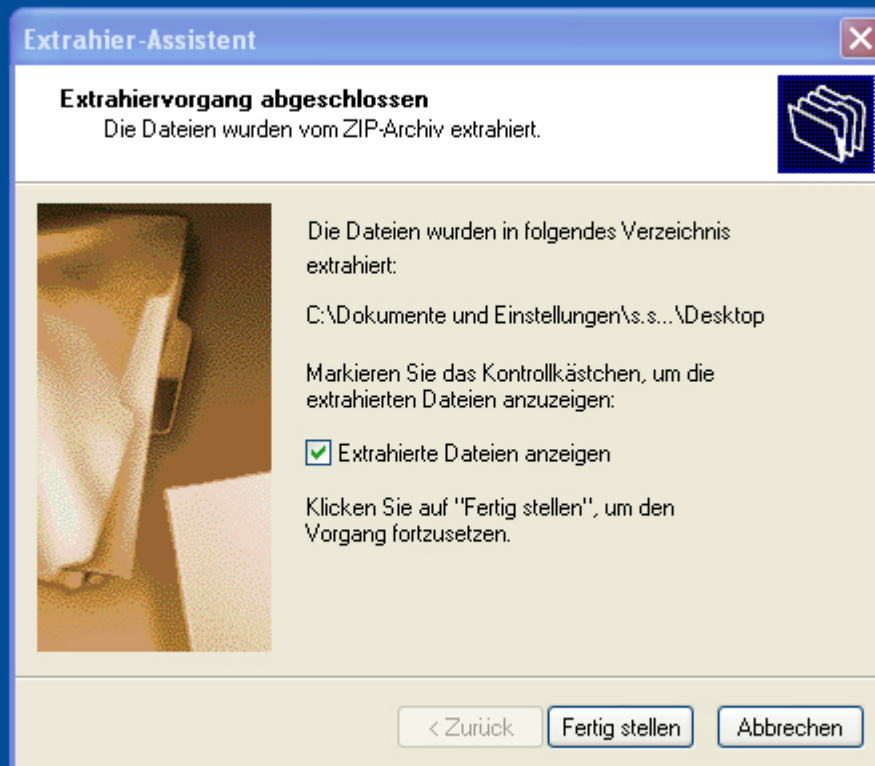 Extrahier-Assistent
Extrahiervorgang abgeschlossen
Die Dateien wurden vom ZIP-Archiv extrahiert.
Die Dateien wurden in folgendes Verzeichnis
extrahiert:
C:\Dokumente und Einstellungen\s.s...\Desktop
Markieren Sie das Kontrollkästchen, um die
extrahierten Dateien anzuzeigen:
Extrahierte Dateien anzeigen
Klicken Sie auf "Fertig stellen", um den
Vorgang fortzusetzen.
< Zurück Fertig stellen Abbrechen